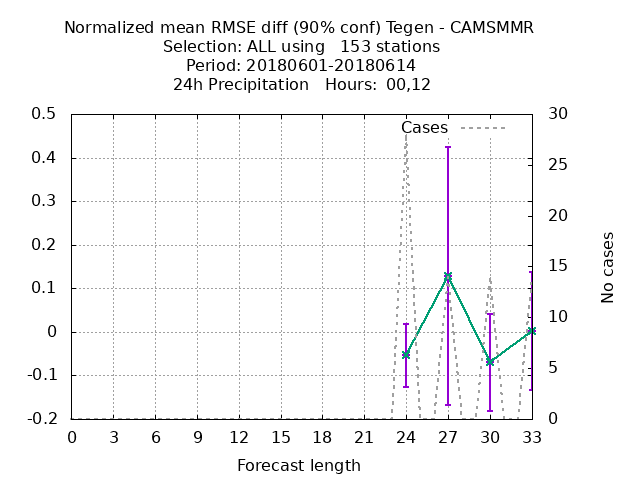 Normalized mean RMSE diff (90% conf) Tegen - CAMSMMR
Selection: ALL using   153 stations
Period: 20180601-20180614
24h Precipitation   Hours:  00,12
Cases
0.5
0.4
0.3
0.2
0.1
0
-0.1
-0.2
30
25
20
15
10
5
0
No cases
0 3 6 9 12 15 18 21 24 27 30 33
Forecast length